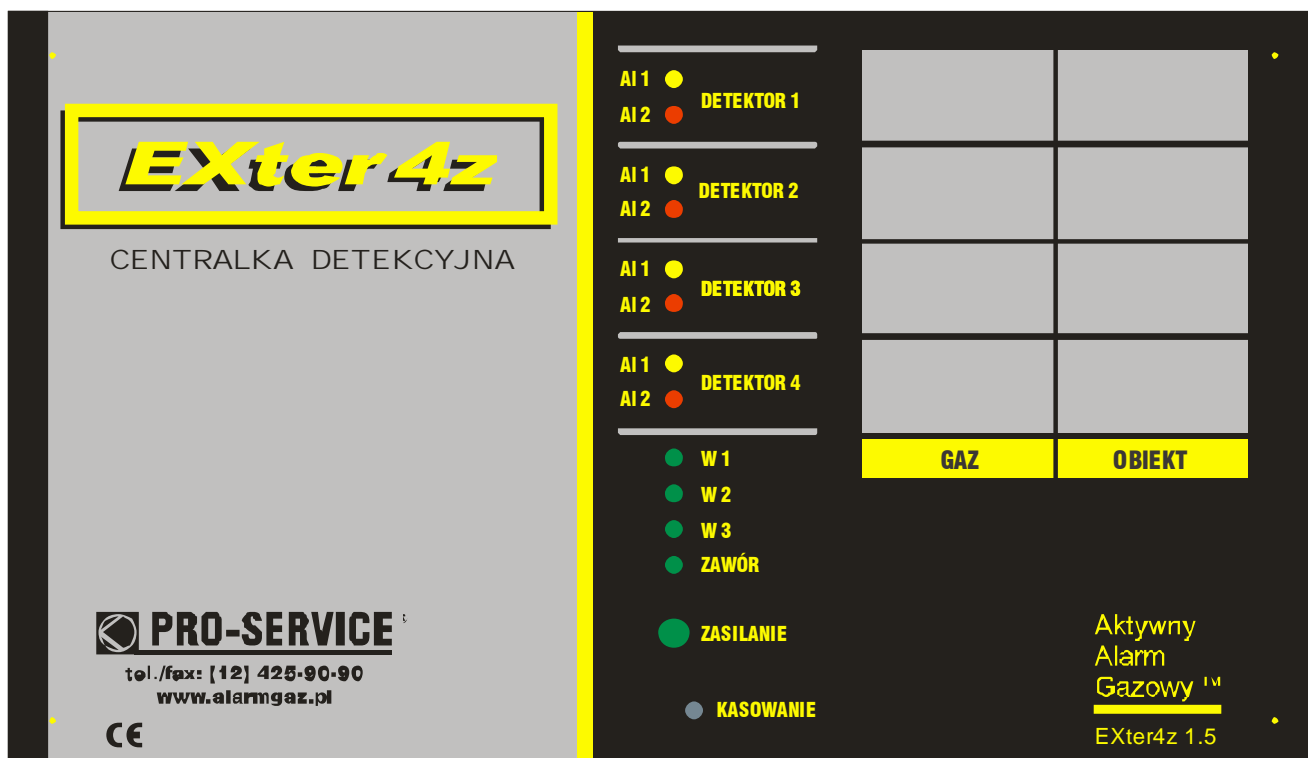 EXter 4z
CENTRALKA DETEKCYJNA
PRO-SERVICE
tel./fax: [12] 425-90-90
www.alarmgaz.pl
CE
Al 1
DETEKTOR 1
Al 2
Al 1
DETEKTOR 2
Al 2
Al 1
DETEKTOR 3
Al 2
Al 1
DETEKTOR 4
Al 2
W 1
W 2
W 3
ZAWÓR
ZASILANIE
KASOWANIE
GAZ
OBIEKT
Aktywny
Alarm
Gazowy ™
EXter4z 1.5